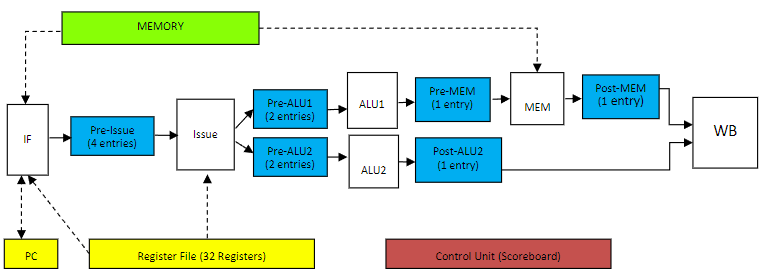 MEMORY
IF
Pre-Issue
(4 entries)
Issue
Pre-ALU1
(2 entries)
ALU1
Pre-MEM
(1 entry)
MEM
Post-MEM
(1 entry)
WB
Pre-ALU2
(2 entries)
ALU2
Post-ALU2
(1 entry)
PC
Register File (32 Registers)
Control Unit (Scoreboard)